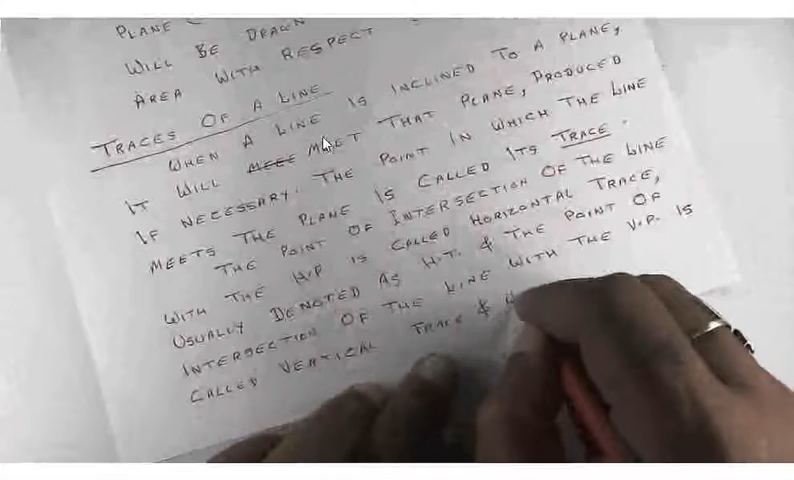 PLANE
WILL BE DRAWN
AREA WITH RESPECT
TRACES OF A LINE
WHEN A LINE IS INCLINED TO A PLANE,
IT WILL MEEE MEET THAT PLANE, PRODUCED
IF NECESSARY. THE POINT IN WHICH THE LINE
MEETS THE PLANE IS CALLED ITS TRACE.
THE POINT OF INTERSECTION OF THE LINE
WITH THE H.P IS CALLED HORIZONTAL TRACE,
USUALLY DENOTED AS H.T. & THE POINT OF
INTERSECTION OF THE LINE WITH THE V.P. IS
CALLED VERTICAL TRACE &